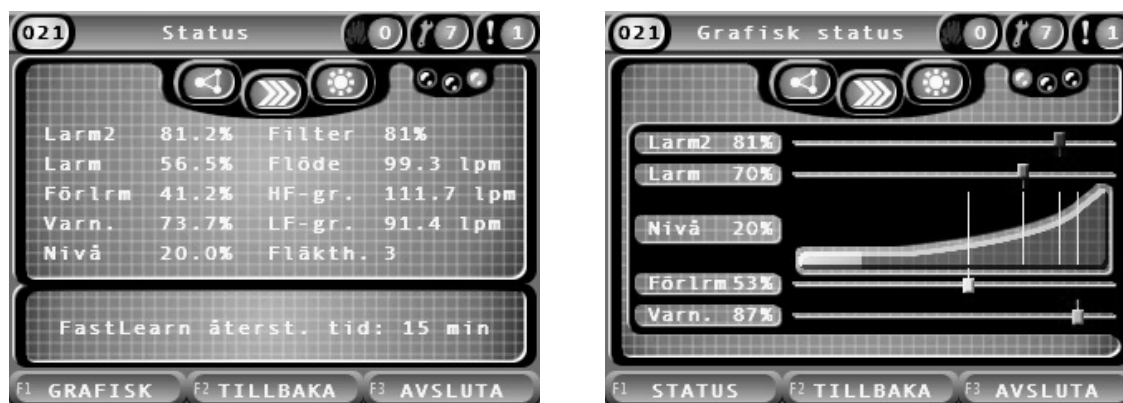 021 Status 0 7 ! 1
Larm2 81.2% Filter 81%
Larm 56.5% Flöde 99.3 lpm
Förlrm 41.2% HF-gr. 111.7 lpm
Varn. 73.7% LF-gr. 91.4 lpm
Nivå 20.0% Fläkth. 3
FastLearn återst. tid: 15 min
F1 GRAFISK F2 TILLBAKA F3 AVSLUTA
021 Grafisk status 0 7 ! 1
Larm2 81%
Larm 70%
Nivå 20%
Förlrm 53%
Varn. 87%
F1 STATUS F2 TILLBAKA F3 AVSLUTA